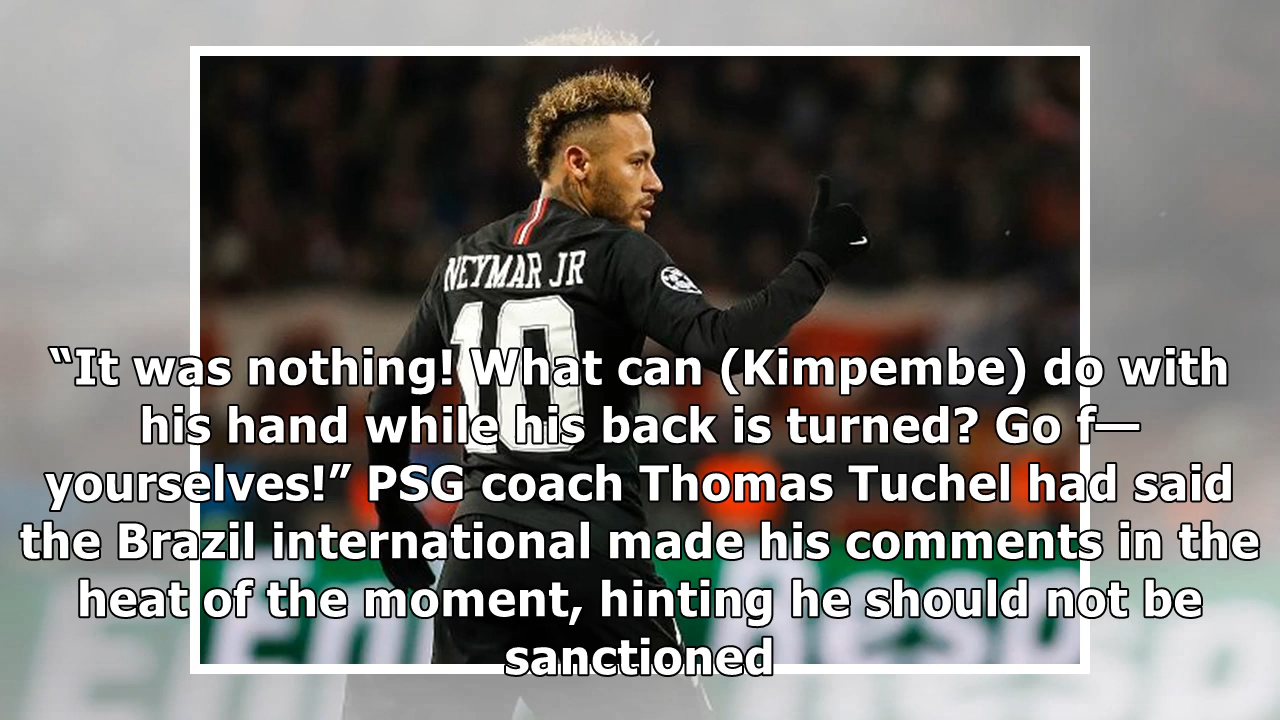 NEYMAR JR
10
“It was nothing! What can (Kimpembe) do with
his hand while his back is turned? Go f—
yourselves!” PSG coach Thomas Tuchel had said
the Brazil international made his comments in the
heat of the moment, hinting he should not be
sanctioned